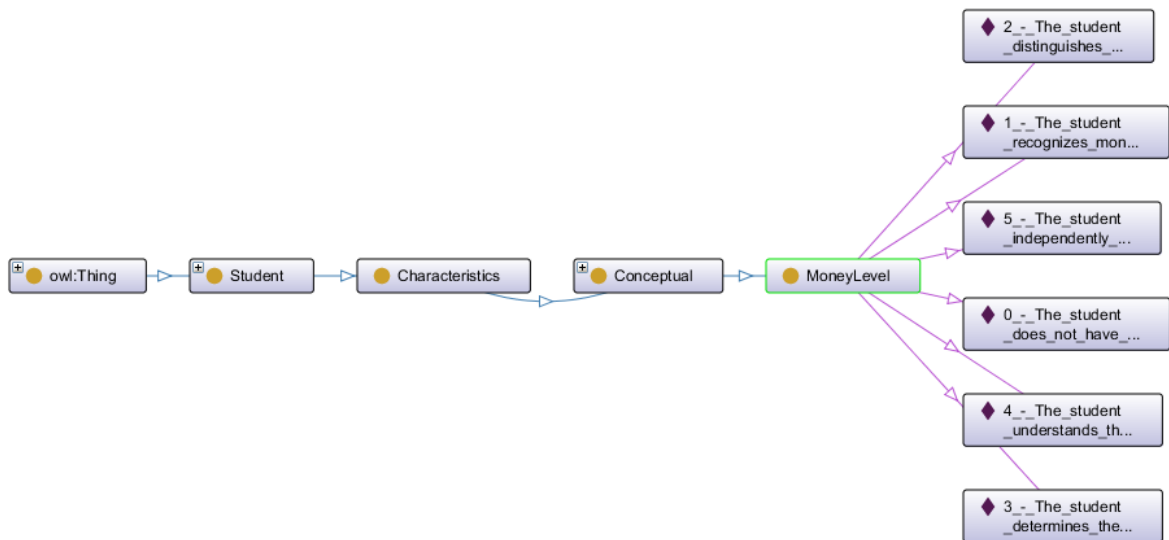 2_-_The_student
_distinguishes_...
1_-_The_student
_recognizes_mon...
5_-_The_student
_independently_...
owl:Thing
Student
Characteristics
Conceptual
MoneyLevel
0_-_The_student
_does_not_have_...
4_-_The_student
_understands_th...
3_-_The_student
_determines_the...